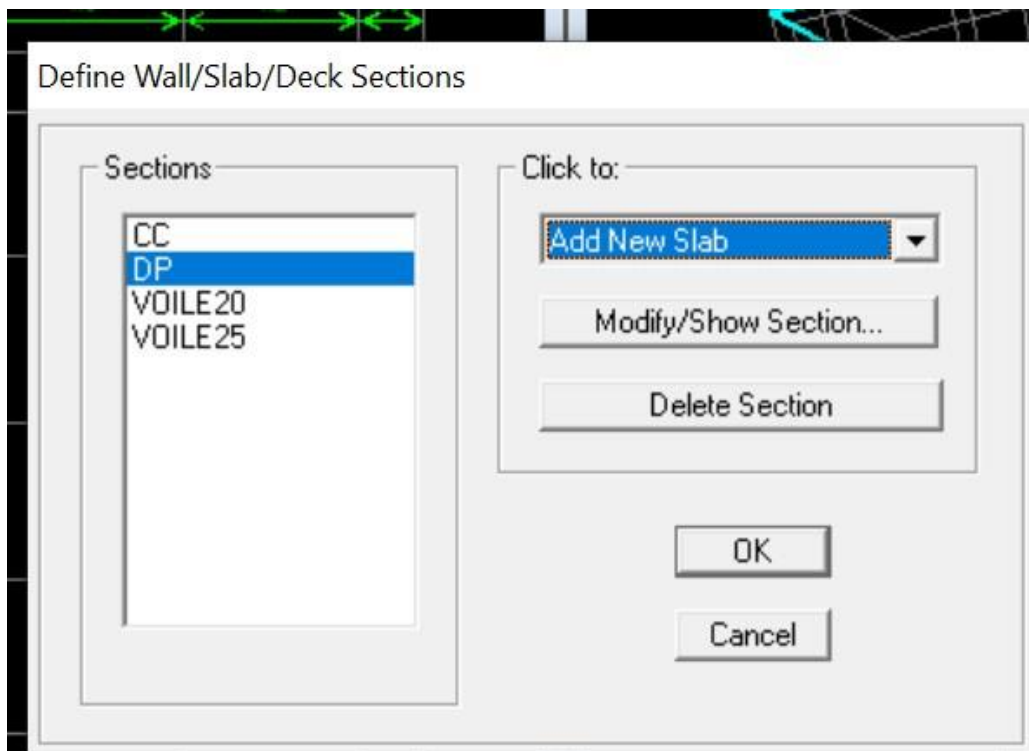 Define Wall/Slab/Deck Sections
Sections
CC
DP
VOILE20
VOILE25
Click to:
Add New Slab
Modify/Show Section...
Delete Section
OK
Cancel